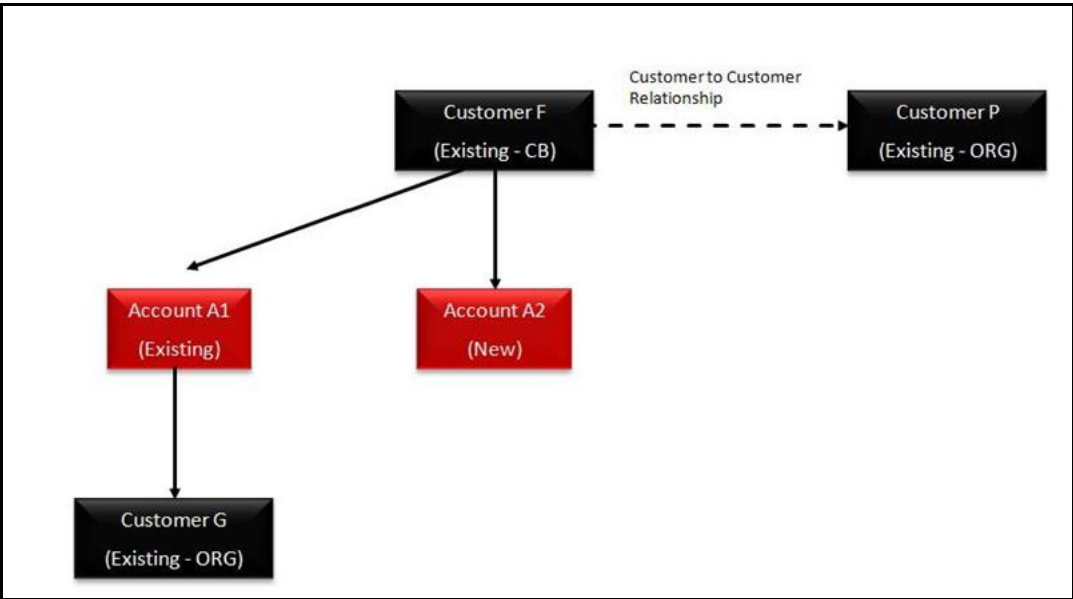 Customer to Customer
Relationship
Customer F
(Existing - CB)
Customer P
(Existing - ORG)
Account A1
(Existing)
Account A2
(New)
Customer G
(Existing - ORG)